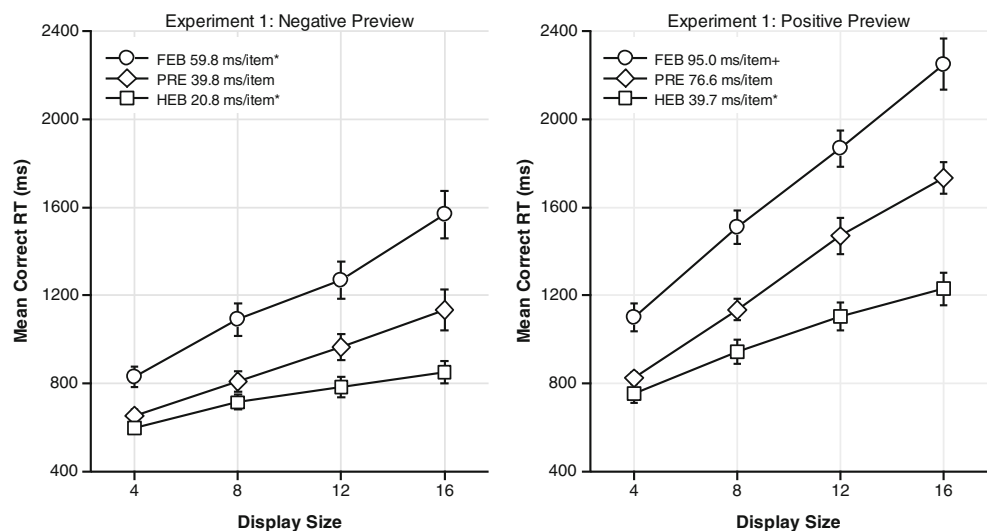 Experiment 1: Negative Preview
2400
2000
1600
1200
800
400
Mean Correct RT (ms)
FEB 59.8 ms/item*
PRE 39.8 ms/item
HEB 20.8 ms/item*
4 8 12 16
Display Size
Experiment 1: Positive Preview
2400
2000
1600
1200
800
400
Mean Correct RT (ms)
FEB 95.0 ms/item+
PRE 76.6 ms/item
HEB 39.7 ms/item*
4 8 12 16
Display Size